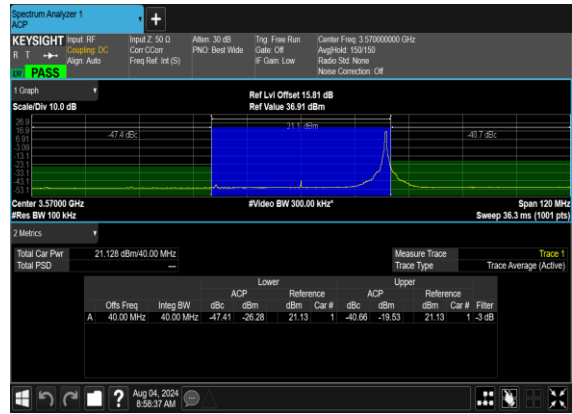 Spectrum Analyzer 1
ACP
+
KEYSIGHT Input: RF Input Z: 50 Ω Atten: 30 dB Trig: Free Run Center Freq: 3.570000000 GHz
R T Coupling: DC Corr CCorr PNO: Best Wide Gate: Off Avg|Hold: 150/150
Align: Auto Freq Ref: Int (S) IF Gain: Low Radio Std: None
LV PASS Noise Correction: Off
1 Graph Ref Lvl Offset 15.81 dB
Scale/Div 10.0 dB Ref Value 36.91 dBm
26.9
16.9 -47.4 dBc 21.1 dBm -40.7 dBc
6.91
-3.09
-13.1
-23.1
-33.1
-43.1
-53.1
Center 3.57000 GHz #Video BW 300.00 kHz* Span 120 MHz
#Res BW 100 kHz Sweep 36.3 ms (1001 pts)
2 Metrics
Total Car Pwr 21.128 dBm/40.00 MHz Measure Trace Trace 1
Total PSD --- Trace Type Trace Average (Active)
Lower Upper
ACP Reference ACP Reference
Offs Freq Integ BW dBc dBm dBm Car # dBc dBm dBm Car # Filter
A 40.00 MHz 40.00 MHz -47.41 -26.28 21.13 1 -40.66 -19.53 21.13 1 -3 dB
? Aug 04, 2024
8:58:37 AM